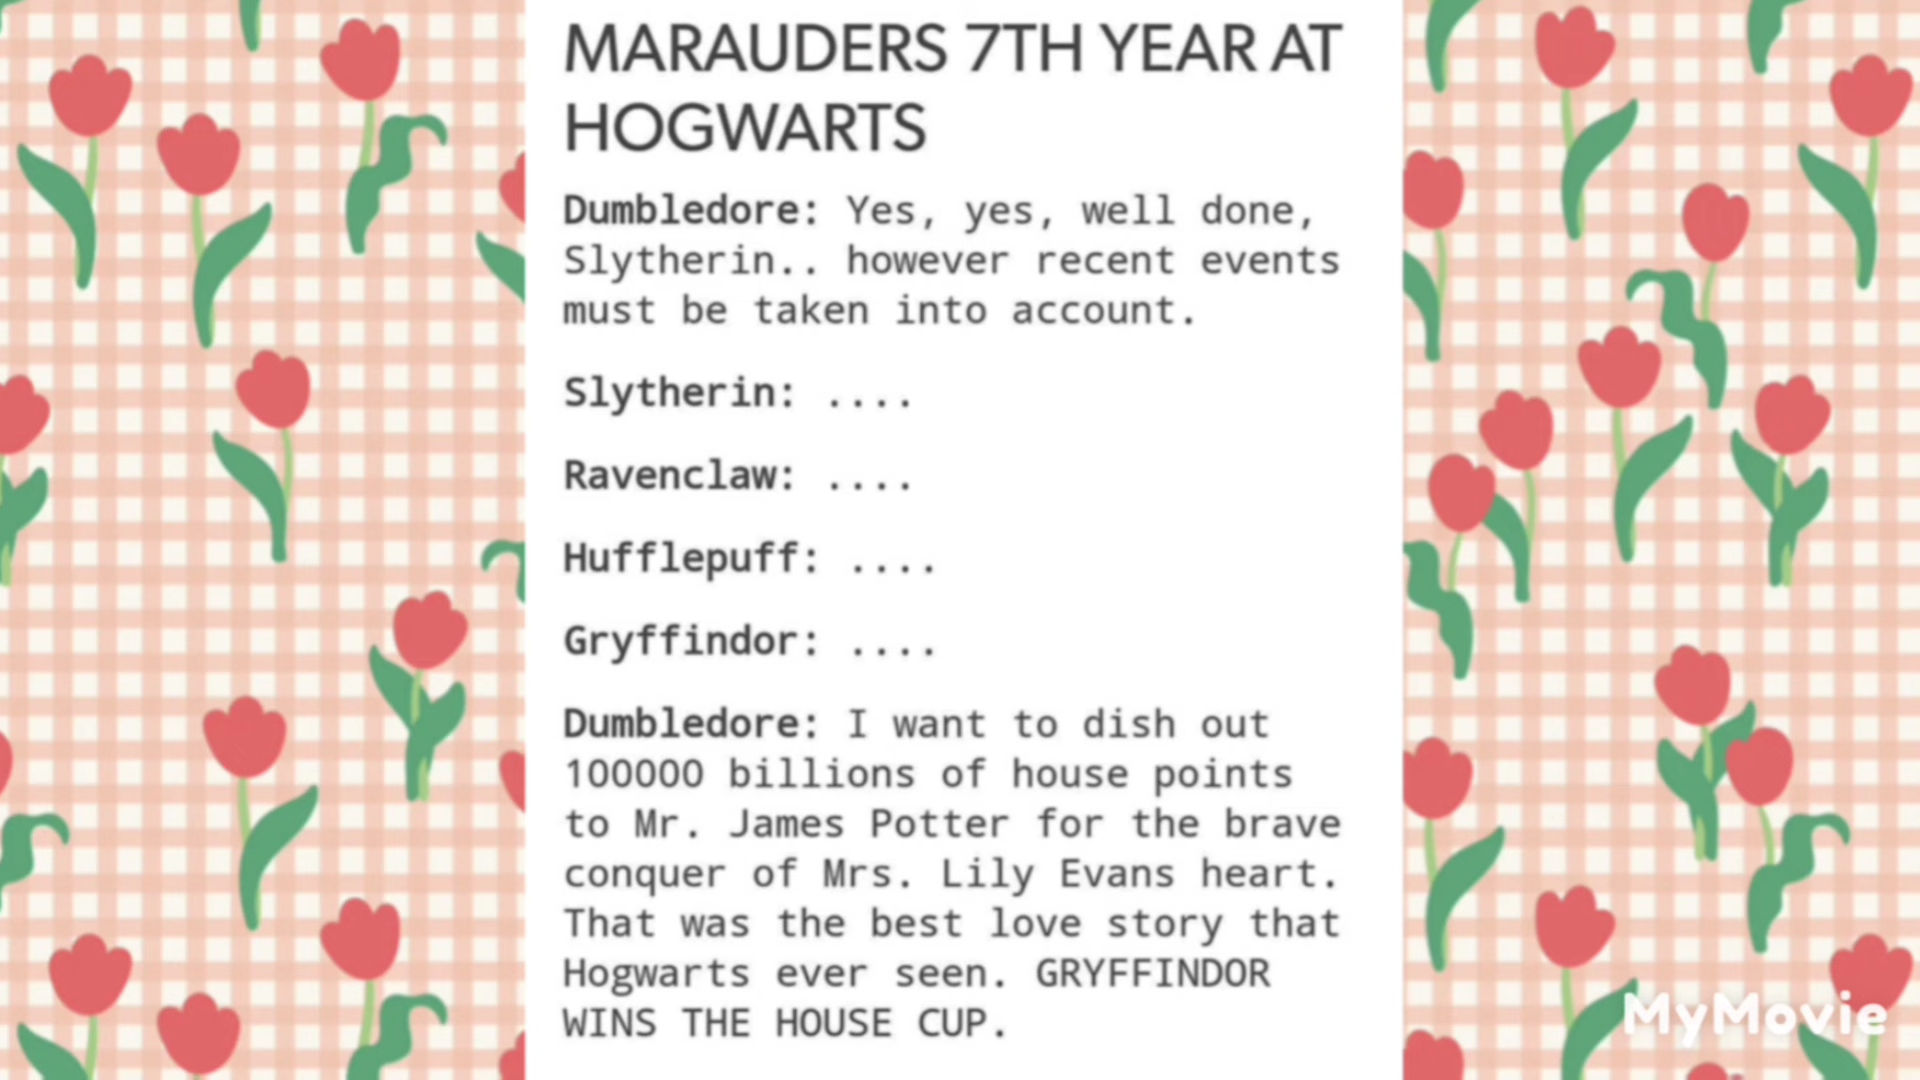 MARAUDERS 7TH YEAR AT
HOGWARTS
Dumbledore: Yes, yes, well done,
Slytherin.. however recent events
must be taken into account.
Slytherin: ....
Ravenclaw: ....
Hufflepuff: ....
Gryffindor: ....
Dumbledore: I want to dish out
100000 billions of house points
to Mr. James Potter for the brave
conquer of Mrs. Lily Evans heart.
That was the best love story that
Hogwarts ever seen. GRYFFINDOR
WINS THE HOUSE CUP.
MyMovie